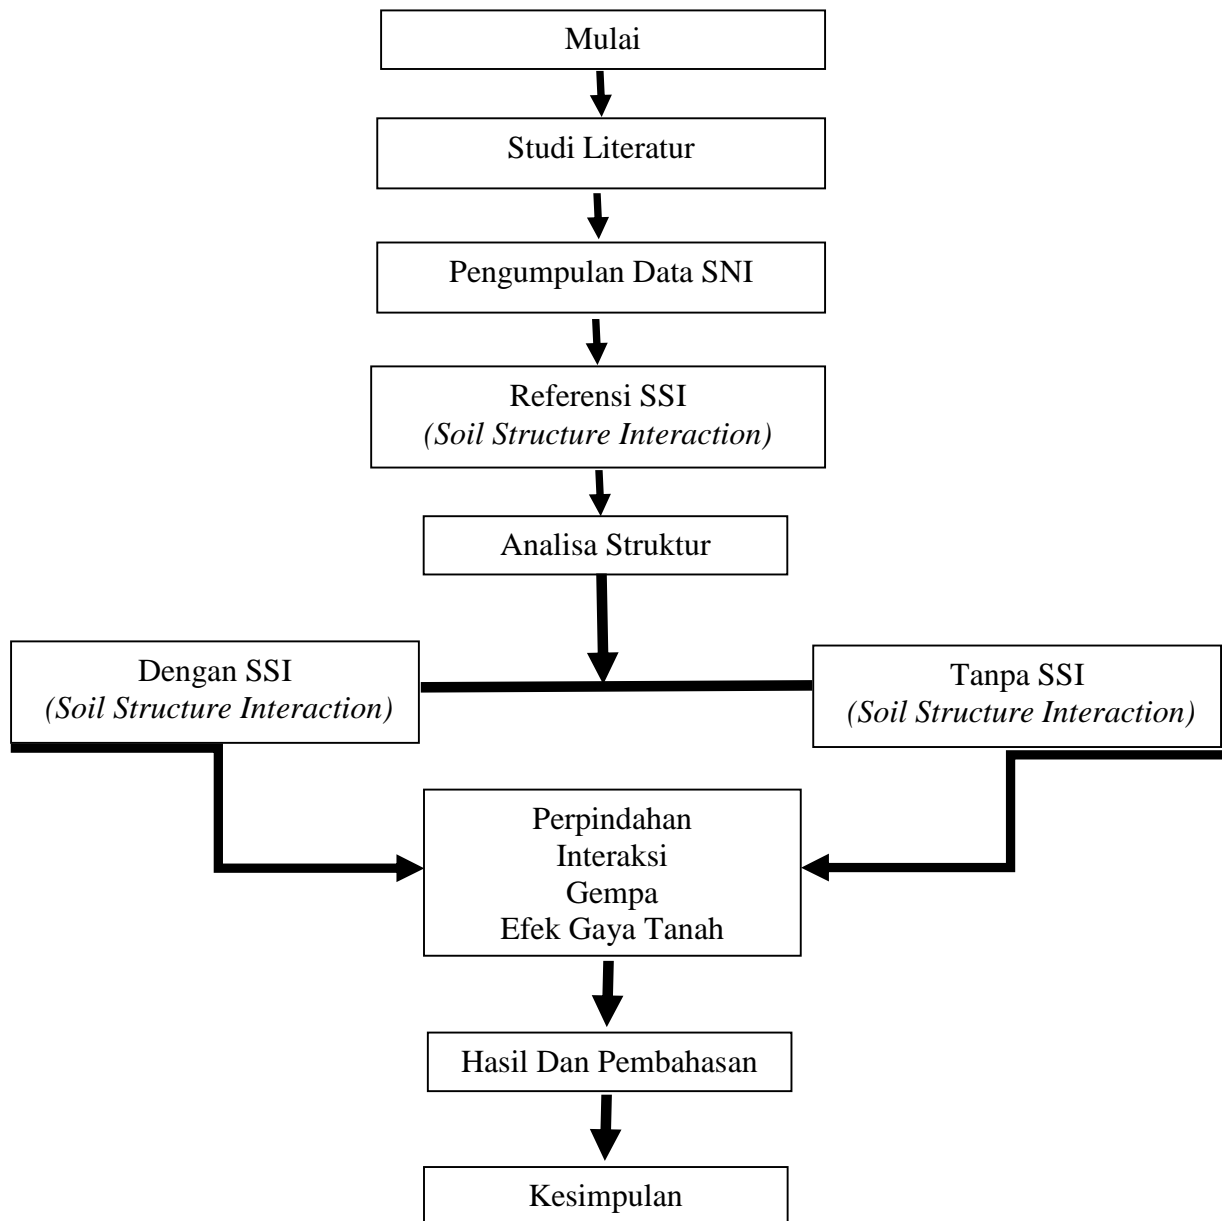 Mulai
Studi Literatur
Pengumpulan Data SNI
Referensi SSI
(Soil Structure Interaction)
Analisa Struktur
Dengan SSI
(Soil Structure Interaction)
Tanpa SSI
(Soil Structure Interaction)
Perpindahan
Interaksi
Gempa
Efek Gaya Tanah
Hasil Dan Pembahasan
Kesimpulan